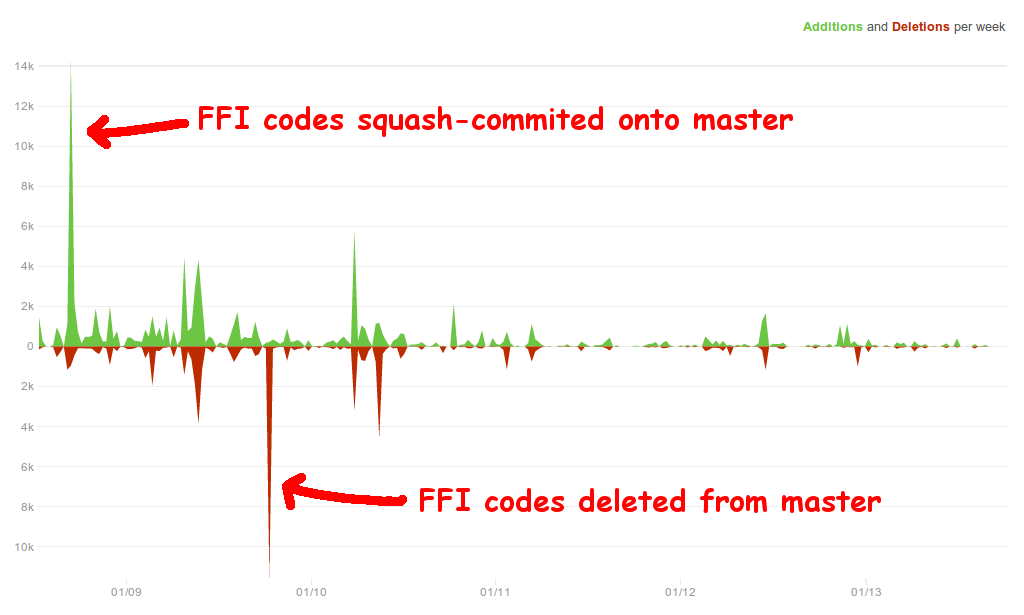 Additions and Deletions per week
14k
FFI codes squash-commited onto master
12k
10k
8k
6k
4k
2k
0
2k
4k
6k
FFI codes deleted from master
8k
10k
01/09 01/10 01/11 01/12 01/13